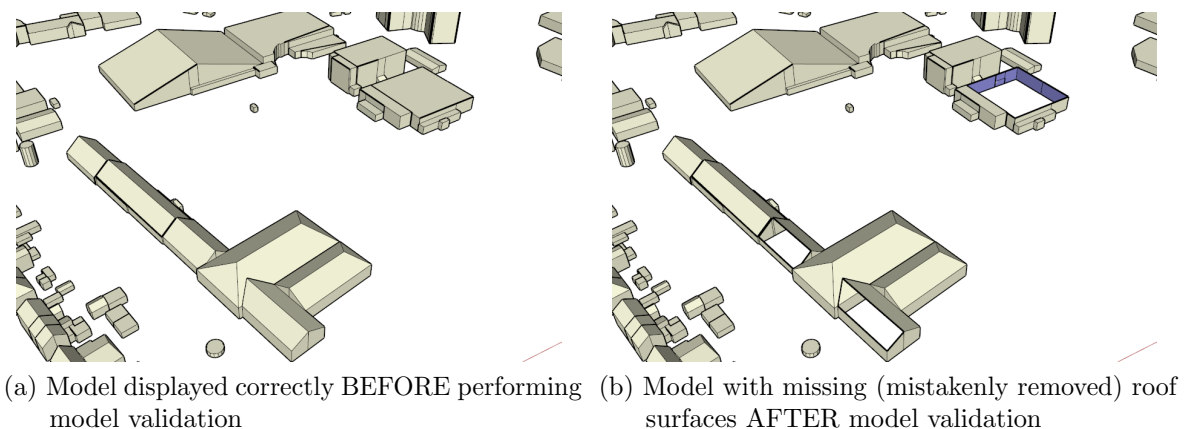 (a) Model displayed correctly BEFORE performing
model validation
(b) Model with missing (mistakenly removed) roof
surfaces AFTER model validation